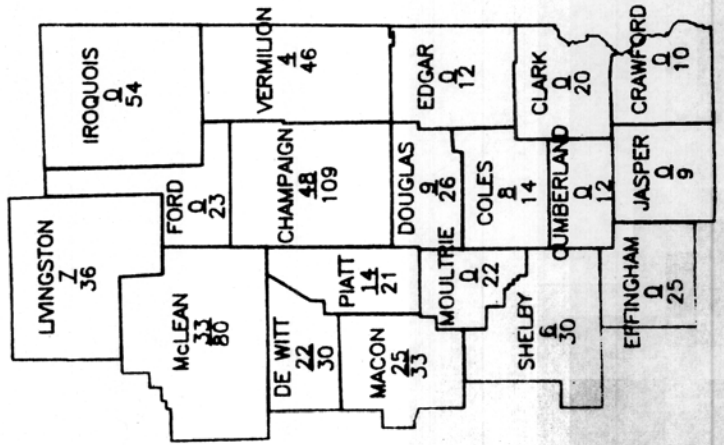 LIVINGSTON
7
36
IROQUOIS
0
54
McLEAN
33
80
FORD
0
23
VERMILION
4
46
CHAMPAIGN
48
109
DE WITT
22
30
PIATT
14
21
MACON
25
33
DOUGLAS
9
26
EDGAR
0
12
MOULTRIE
0
22
COLES
8
14
SHELBY
6
30
CUMBERLAND
0
12
CLARK
0
20
EFFINGHAM
0
25
JASPER
0
9
CRAWFORD
0
10